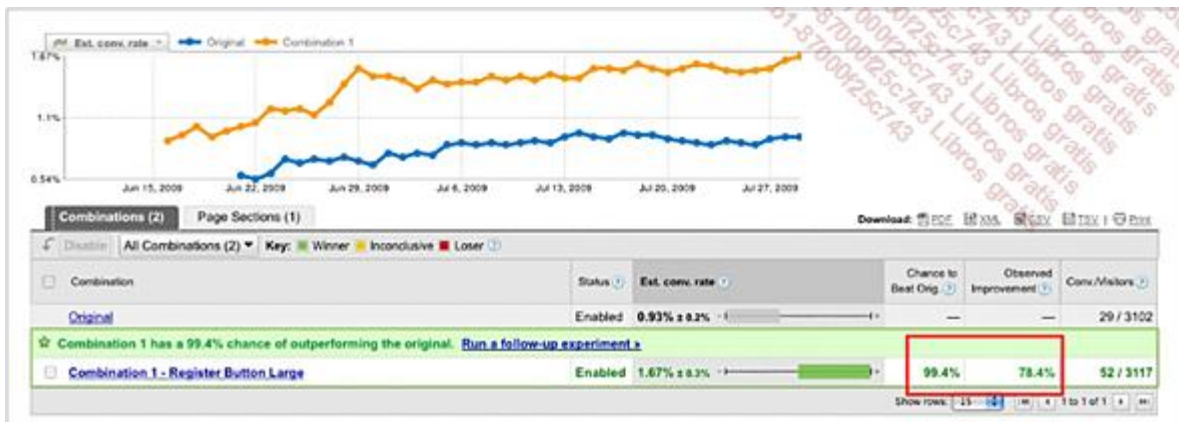 Est. conv. rate Original Combination 1
1.67%
1.1%
0.54%
Jun 15, 2009 Jun 22, 2009 Jun 29, 2009 Jul 6, 2009 Jul 13, 2009 Jul 20, 2009 Jul 27, 2009
Combinations (2) Page Sections (1) Download: PDF XML CSV TSV | Print
Disable All Combinations (2) Key: Winner Inconclusive Loser
Combination Status Est. conv. rate Chance to Beat Orig. Observed Improvement Conv./Visitors
Original Enabled 0.93% ± 0.2% — — 29 / 3102
Combination 1 has a 99.4% chance of outperforming the original. Run a follow-up experiment »
Combination 1 - Register Button Large Enabled 1.67% ± 0.3% 99.4% 78.4% 52 / 3117
Show rows: 15 1 to 1 of 1
Libros gratis